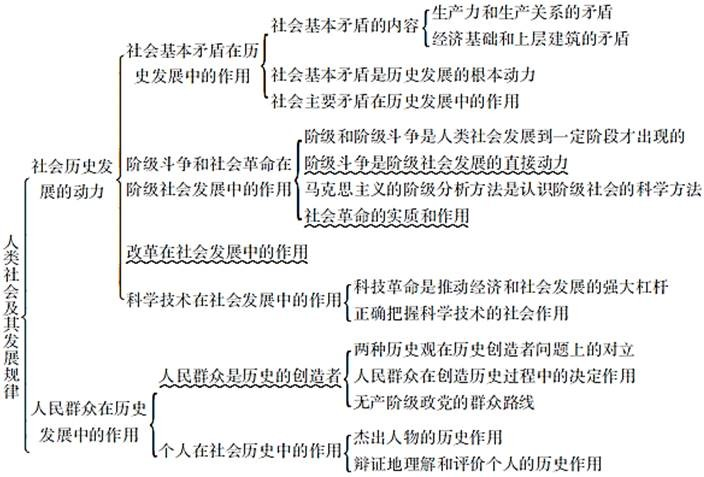 人类社会及其发展规律
社会历史发
展的动力
社会基本矛盾在历
史发展中的作用
社会基本矛盾的内容
生产力和生产关系的矛盾
经济基础和上层建筑的矛盾
社会基本矛盾是历史发展的根本动力
社会主要矛盾在历史发展中的作用
阶级斗争和社会革命在
阶级社会发展中的作用
阶级和阶级斗争是人类社会发展到一定阶段才出现的
阶级斗争是阶级社会发展的直接动力
马克思主义的阶级分析方法是认识阶级社会的科学方法
社会革命的实质和作用
改革在社会发展中的作用
科学技术在社会发展中的作用
科技革命是推动经济和社会发展的强大杠杆
正确把握科学技术的社会作用
人民群众在历史
发展中的作用
人民群众是历史的创造者
两种历史观在历史创造者问题上的对立
人民群众在创造历史过程中的决定作用
无产阶级政党的群众路线
个人在社会历史中的作用
杰出人物的历史作用
辩证地理解和评价个人的历史作用